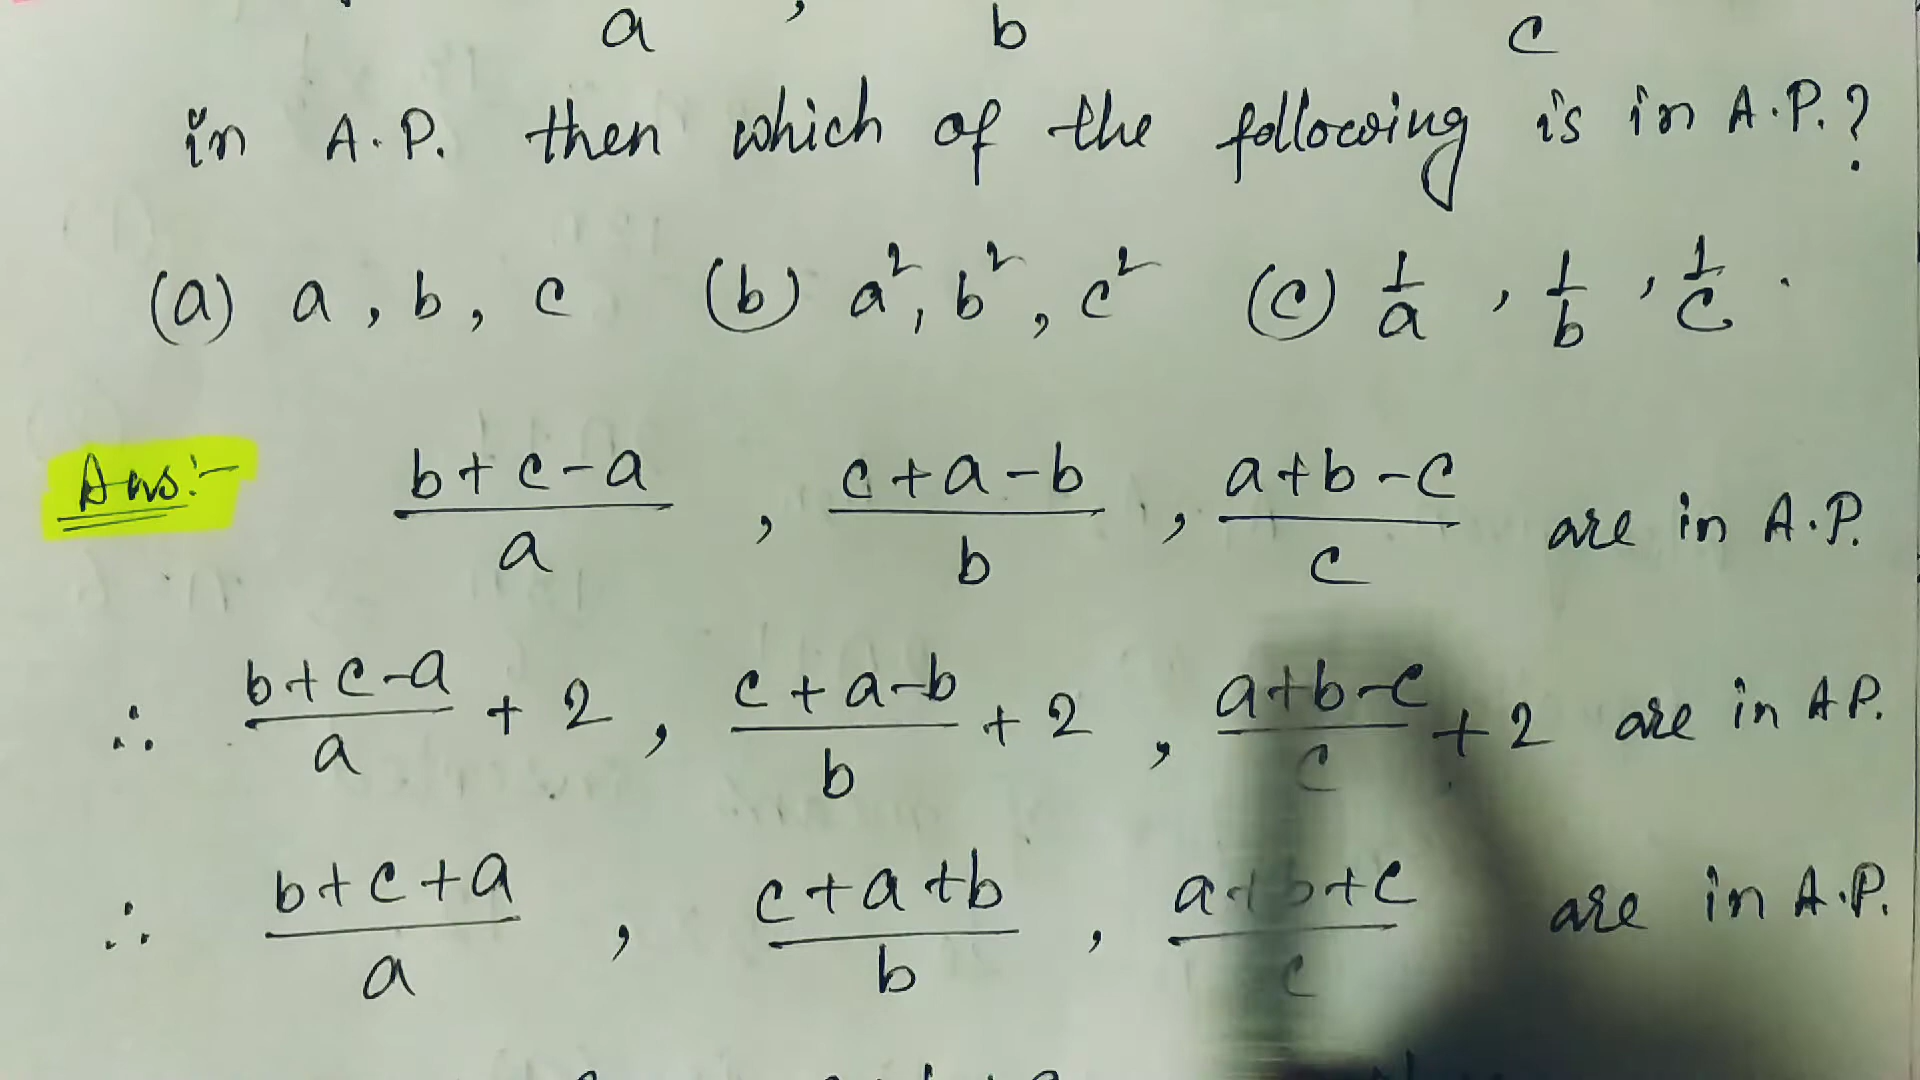 a , b c
in A.P. then which of the following is in A.P.?
(a) a, b, c (b) a², b², c² (c) 1/a, 1/b, 1/c.
Ans:- (b+c-a)/a , (c+a-b)/b , (a+b-c)/c are in A.P.
∴ (b+c-a)/a + 2 , (c+a-b)/b + 2 , (a+b-c)/c + 2 are in AP.
∴ (b+c+a)/a , (c+a+b)/b , (a+b+c)/c are in A.P.